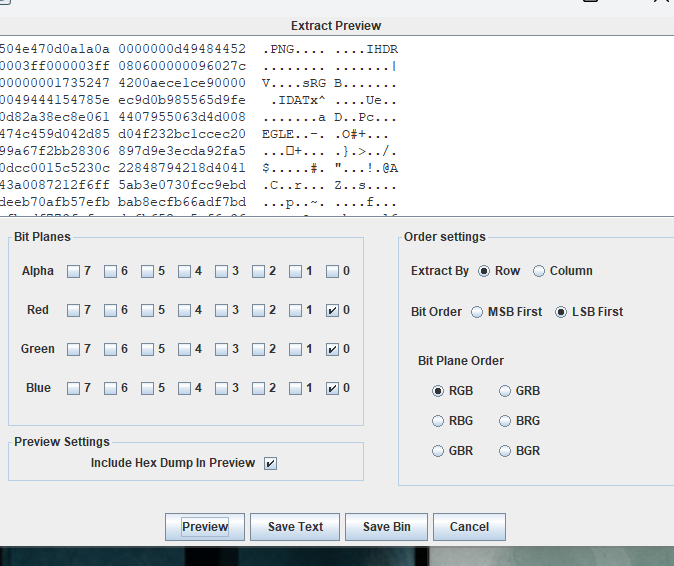 Extract Preview
504e470d0a1a0a 0000000d49484452 .PNG.... ....IHDR
0003ff000003ff 080600000096027c ........ .......|
00000001735247 4200aece1ce90000 V....sRG B.......
0049444154785e ec9d0b985565d9fe .IDATx^ ....Ue..
0d82a38ec8e061 4407955063d4d008 .......a D..Pc...
474c459d042d85 d04f232bc1ccec20 EGLE..-. .O#+... 
99a67f2bb28306 897d9e3ecda92fa5 ...□+... .}.>../.
0dcc0015c5230c 22848794218d4041 $.....#. "...!.@A
43a0087212f6ff 5ab3e0730fcc9ebd .C..r... Z..s....
deeb70afb57efb bab8ecfb66adf7bd ...p..~. ....f...
Bit Planes
Order settings
Alpha 7 6 5 4 3 2 1 0
Extract By Row Column
Red 7 6 5 4 3 2 1 0
Bit Order MSB First LSB First
Green 7 6 5 4 3 2 1 0
Bit Plane Order
Blue 7 6 5 4 3 2 1 0
RGB GRB
RBG BRG
GBR BGR
Preview Settings
Include Hex Dump In Preview
Preview Save Text Save Bin Cancel